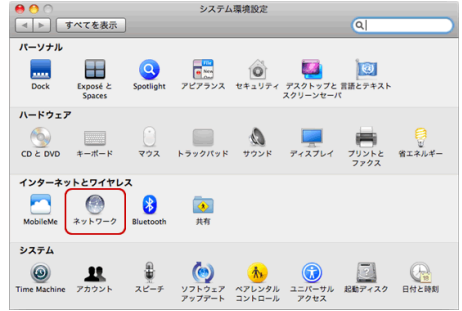 システム環境設定
すべてを表示
パーソナル
Dock
Exposé と
Spaces
Spotlight
アピアランス
セキュリティ
デスクトップと
スクリーンセーバ
言語とテキスト
ハードウェア
CD と DVD
キーボード
マウス
トラックパッド
サウンド
ディスプレイ
プリントと
ファクス
省エネルギー
インターネットとワイヤレス
MobileMe
ネットワーク
Bluetooth
共有
システム
Time Machine
アカウント
スピーチ
ソフトウェア
アップデート
ペアレンタル
コントロール
ユニバーサル
アクセス
起動ディスク
日付と時刻